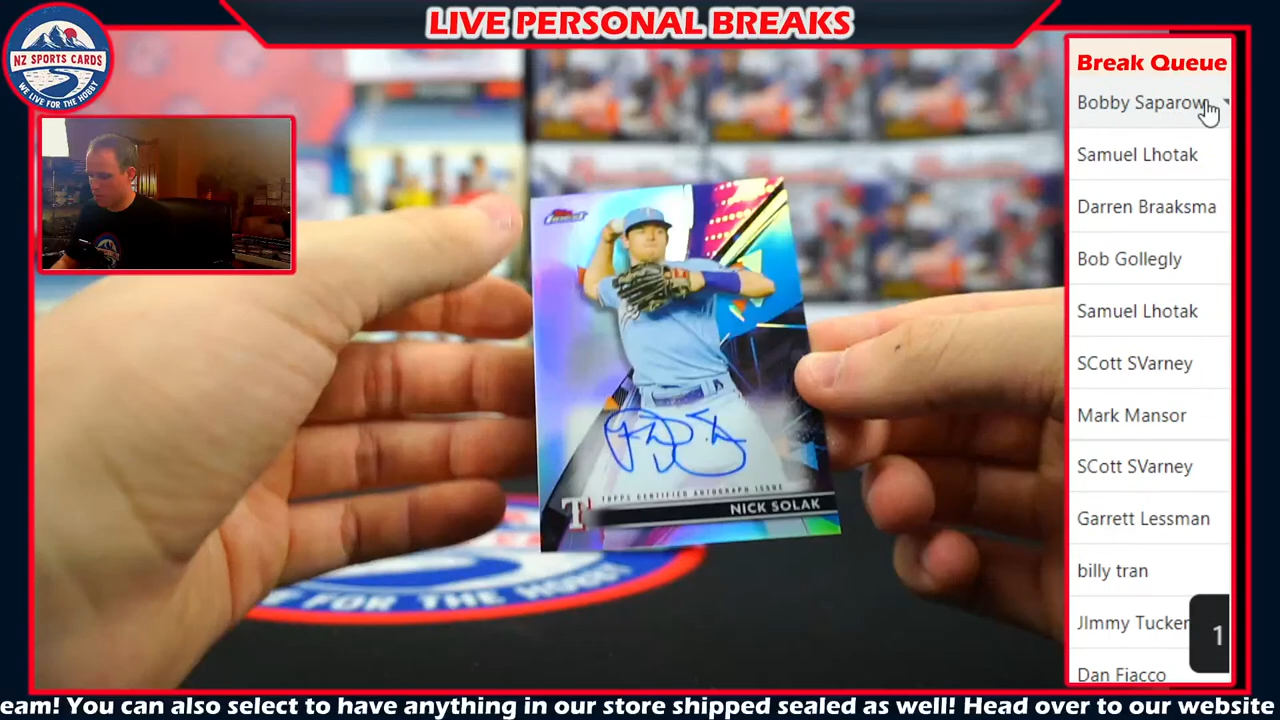 LIVE PERSONAL BREAKS
NZ SPORTS CARDS
WE LIVE FOR THE HOBBY
Break Queue
Bobby Saparow
Samuel Lhotak
Darren Braaksma
Bob Gollegly
Samuel Lhotak
SCott SVarney
Mark Mansor
SCott SVarney
Garrett Lessman
billy tran
JImmy Tucker
Dan Fiacco
1
Finest
TOPPS CERTIFIED AUTOGRAPH ISSUE
T
NICK SOLAK
FOR THE HOBBY
eam! You can also select to have anything in our store shipped sealed as well! Head over to our website